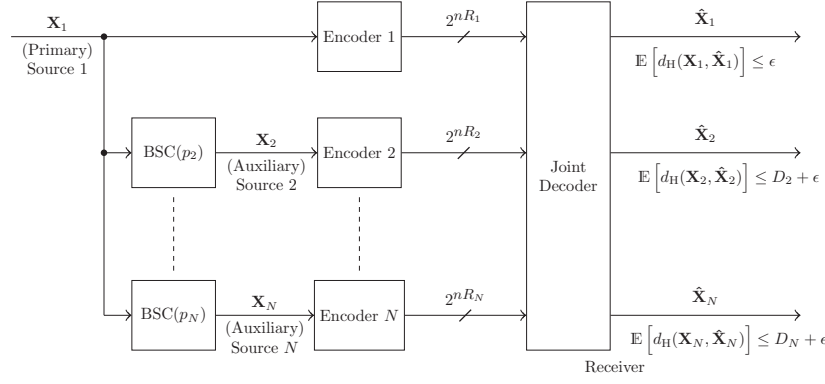 X₁
(Primary)
Source 1
Encoder 1
2^{nR₁}
X̂₁
𝔼 [d_H(X₁, X̂₁)] ≤ ϵ
BSC(p₂)
X₂
(Auxiliary)
Source 2
Encoder 2
2^{nR₂}
Joint
Decoder
X̂₂
𝔼 [d_H(X₂, X̂₂)] ≤ D₂ + ϵ
BSC(p_N)
X_N
(Auxiliary)
Source N
Encoder N
2^{nR_N}
X̂_N
𝔼 [d_H(X_N, X̂_N)] ≤ D_N + ϵ
Receiver